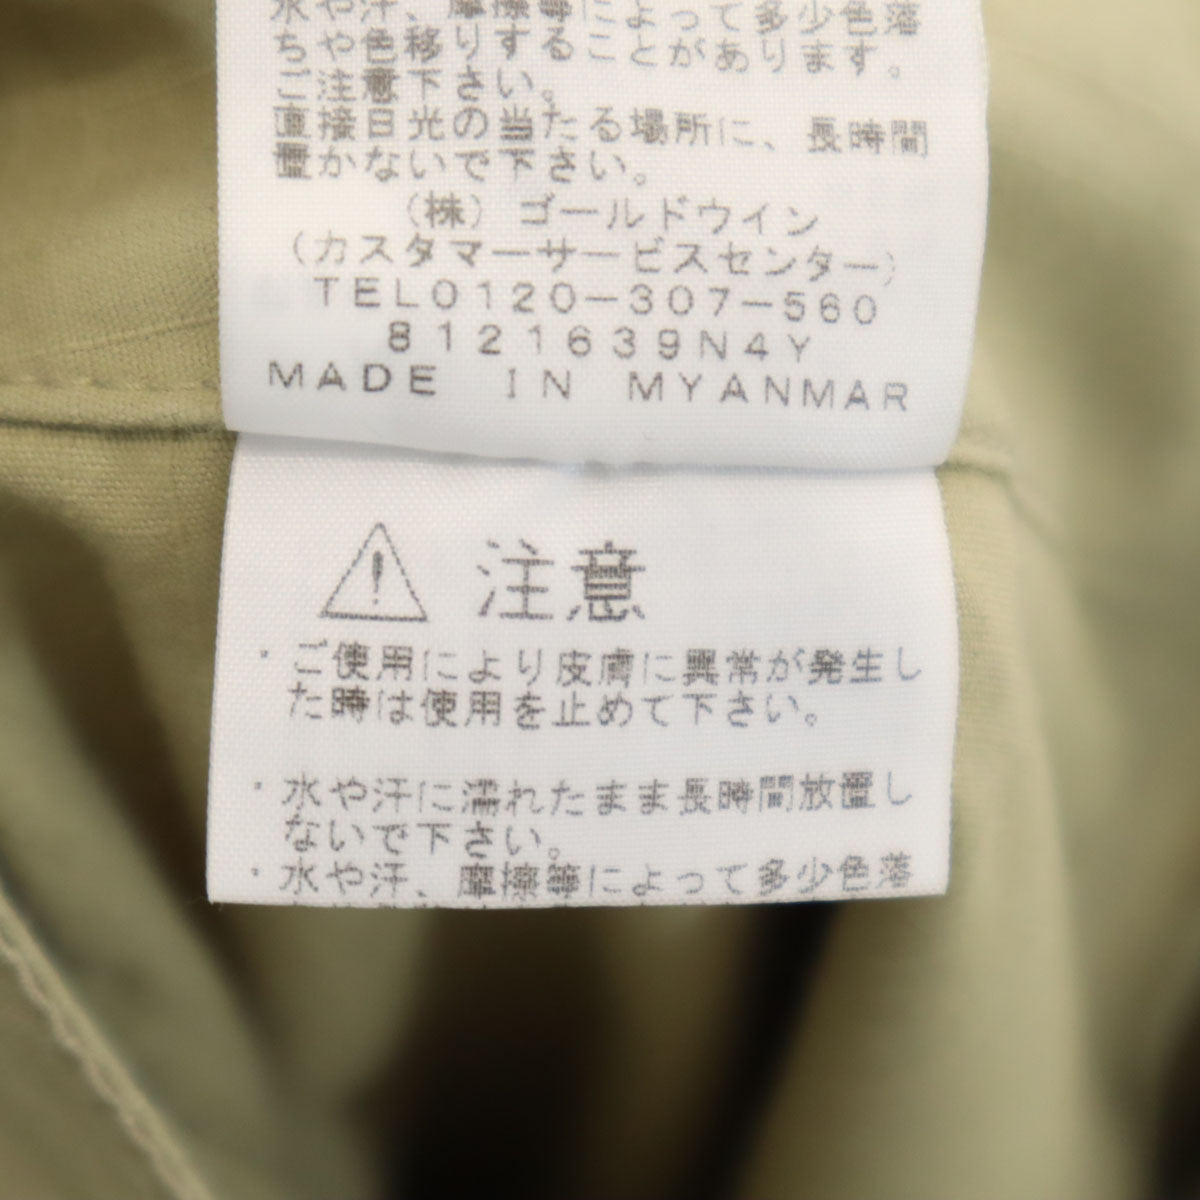 水や汗、摩擦等によって多少色落
ちや色移りすることがあります。
ご注意下さい。
直接日光の当たる場所に、長時間
置かないで下さい。
(株)ゴールドウイン
(カスタマーサービスセンター)
TEL0120-307-560
8121639N4Y
MADE IN MYANMAR
注意
・ご使用により皮膚に異常が発生し
た時は使用を止めて下さい。
・水や汗に濡れたまま長時間放置し
ないで下さい。
・水や汗、摩擦等によって多少色落